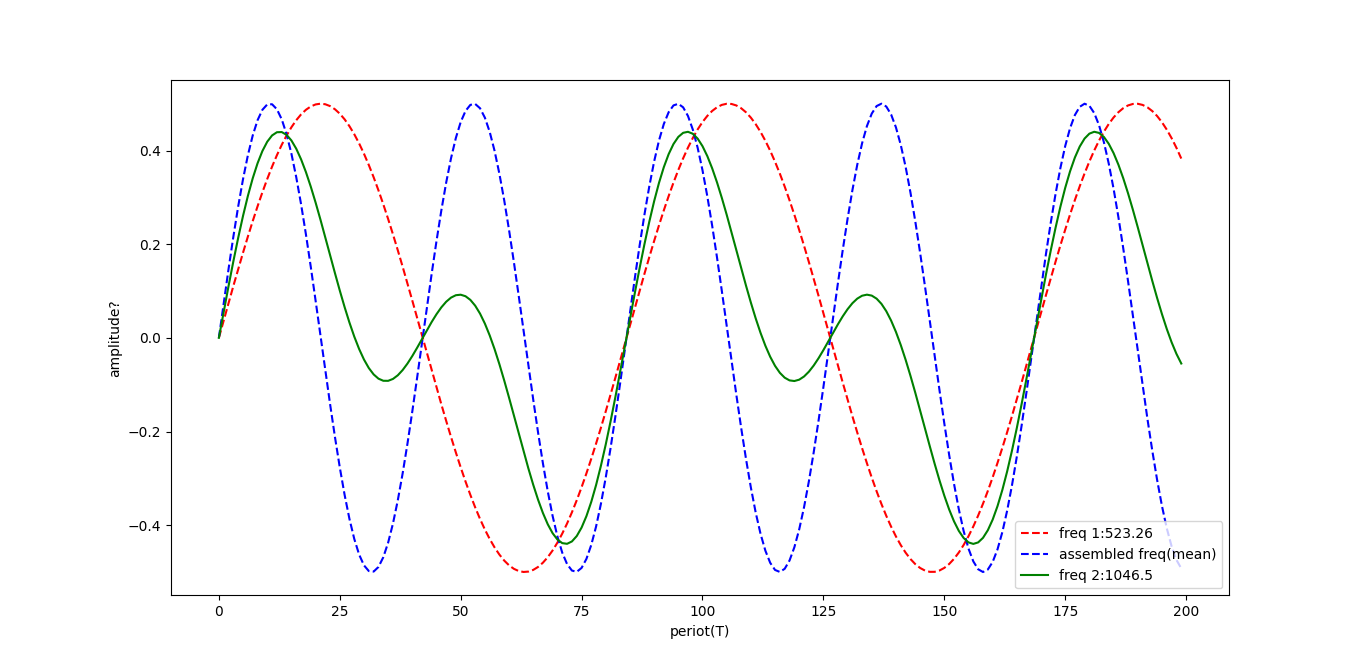 0.4
0.2
0.0
−0.2
−0.4
amplitude?
0 25 50 75 100 125 150 175 200
periot(T)
freq 1:523.26
assembled freq(mean)
freq 2:1046.5